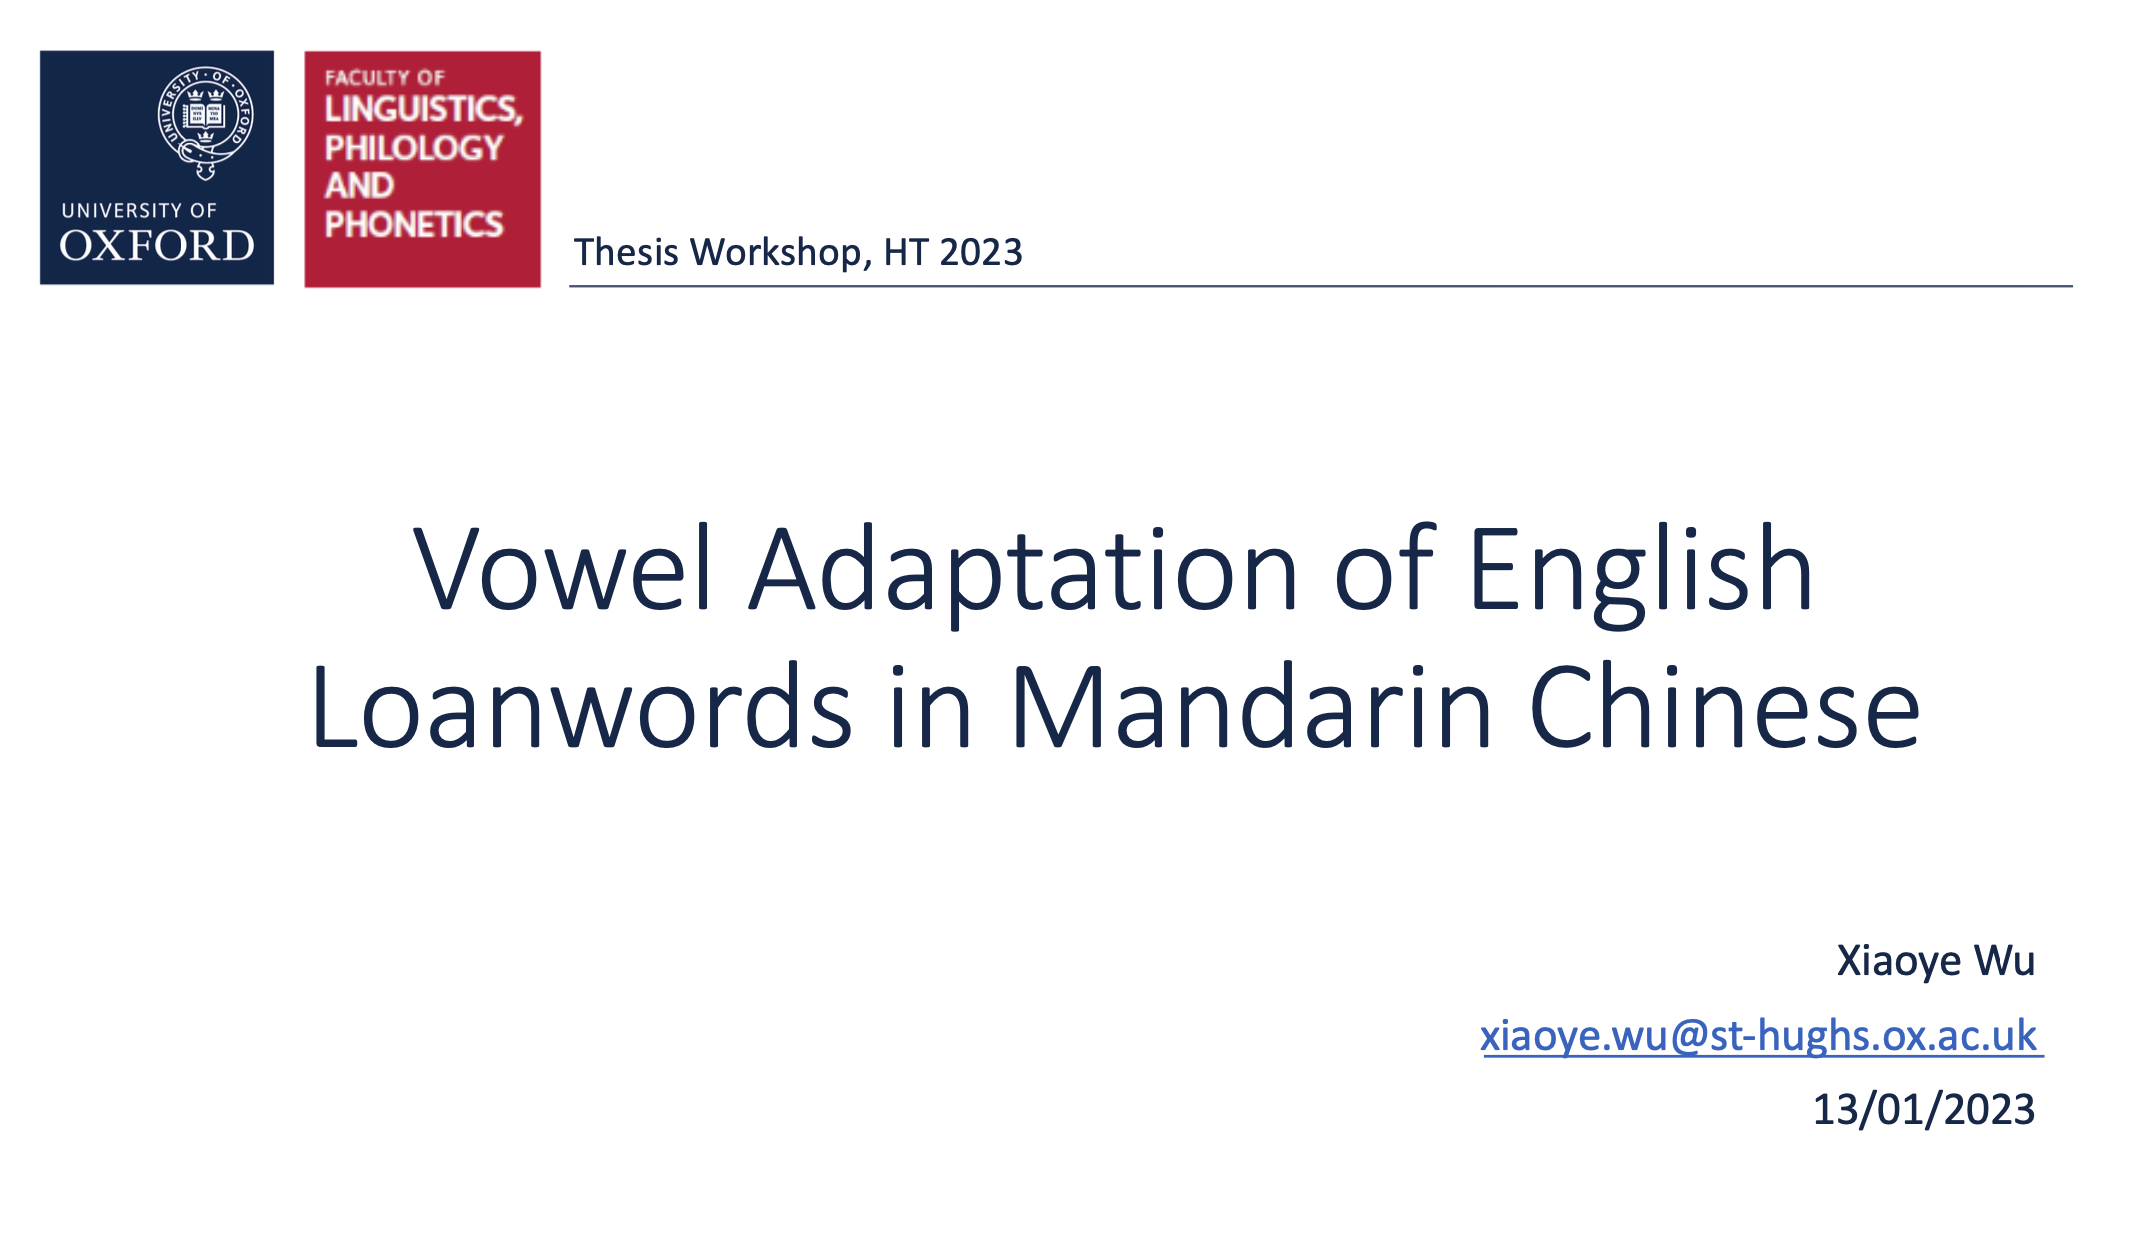 UNIVERSITY OF OXFORD
UNIVERSITY OF
OXFORD
FACULTY OF
LINGUISTICS,
PHILOLOGY
AND
PHONETICS
Thesis Workshop, HT 2023
Vowel Adaptation of English
Loanwords in Mandarin Chinese
Xiaoye Wu
xiaoye.wu@st-hughs.ox.ac.uk
13/01/2023